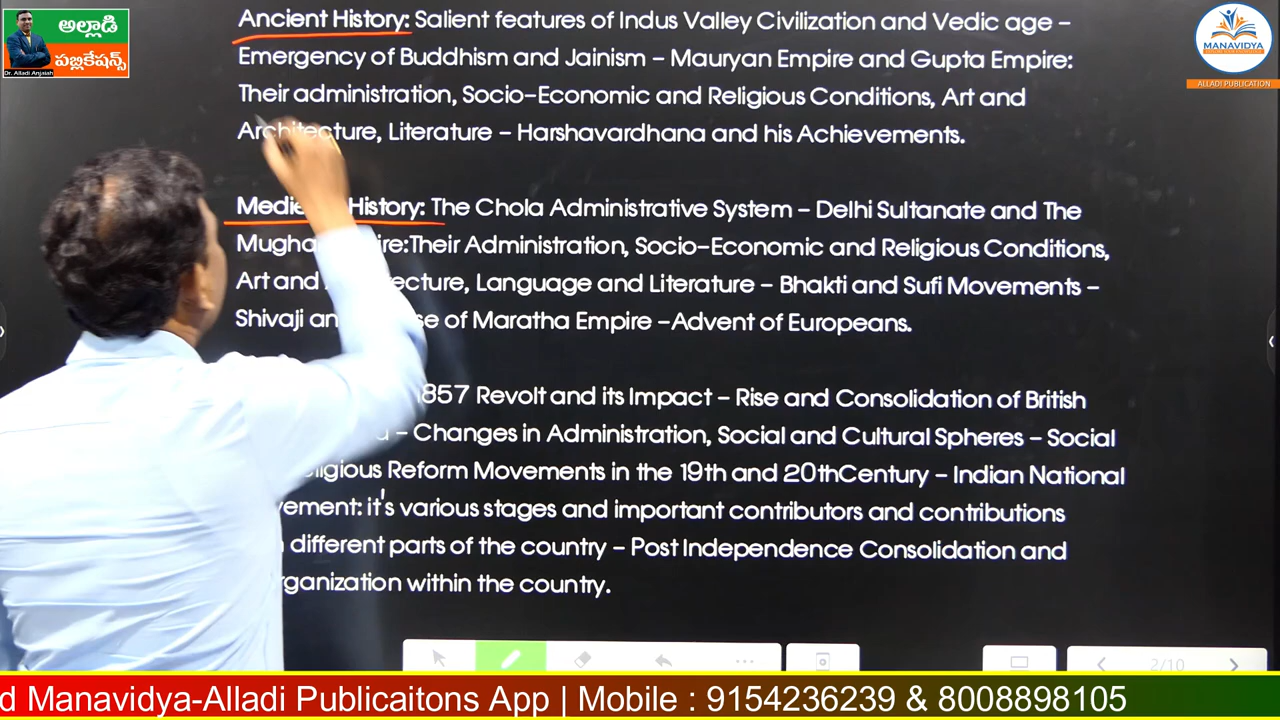 అల్లాడి
పబ్లికేషన్స్
Dr. Alladi Anjaiah
MANAVIDYA
ALLADI PUBLICATION
Ancient History: Salient features of Indus Valley Civilization and Vedic age –
Emergency of Buddhism and Jainism – Mauryan Empire and Gupta Empire:
Their administration, Socio-Economic and Religious Conditions, Art and
Architecture, Literature – Harshavardhana and his Achievements.
History: The Chola Administrative System – Delhi Sultanate and The
Their Administration, Socio-Economic and Religious Conditions,
Art and Language and Literature – Bhakti and Sufi Movements –
Shivaji of Maratha Empire –Advent of Europeans.
1857 Revolt and its Impact – Rise and Consolidation of British
– Changes in Administration, Social and Cultural Spheres – Social
Reform Movements in the 19th and 20thCentury – Indian National
it's various stages and important contributors and contributions
different parts of the country – Post Independence Consolidation and
within the country.
2/10
d Manavidya-Alladi Publicaitons App | Mobile : 9154236239 & 8008898105